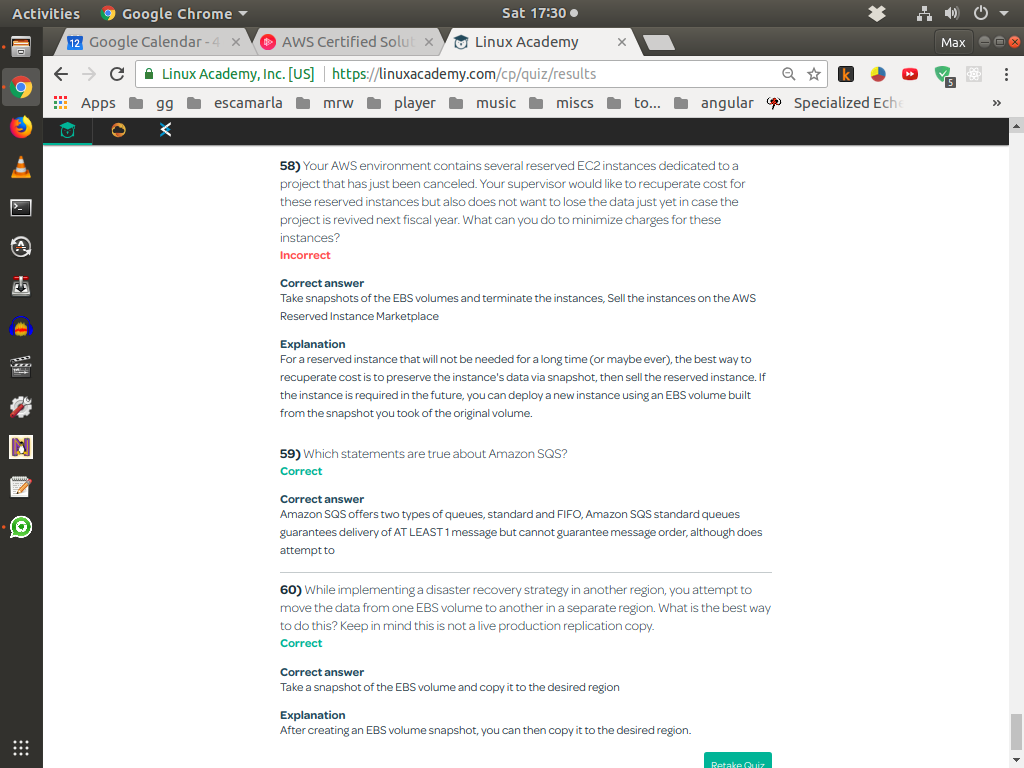 Activities Google Chrome Sat 17:30
Google Calendar - 4 AWS Certified Solut Linux Academy Max
Linux Academy, Inc. [US] https://linuxacademy.com/cp/quiz/results k 5
Apps gg escamarla mrw player music miscs to... angular Specialized Eche »
58) Your AWS environment contains several reserved EC2 instances dedicated to a
project that has just been canceled. Your supervisor would like to recuperate cost for
these reserved instances but also does not want to lose the data just yet in case the
project is revived next fiscal year. What can you do to minimize charges for these
instances?
Incorrect
Correct answer
Take snapshots of the EBS volumes and terminate the instances, Sell the instances on the AWS
Reserved Instance Marketplace
Explanation
For a reserved instance that will not be needed for a long time (or maybe ever), the best way to
recuperate cost is to preserve the instance's data via snapshot, then sell the reserved instance. If
the instance is required in the future, you can deploy a new instance using an EBS volume built
from the snapshot you took of the original volume.
59) Which statements are true about Amazon SQS?
Correct
Correct answer
Amazon SQS offers two types of queues, standard and FIFO, Amazon SQS standard queues
guarantees delivery of AT LEAST 1 message but cannot guarantee message order, although does
attempt to
60) While implementing a disaster recovery strategy in another region, you attempt to
move the data from one EBS volume to another in a separate region. What is the best way
to do this? Keep in mind this is not a live production replication copy.
Correct
Correct answer
Take a snapshot of the EBS volume and copy it to the desired region
Explanation
After creating an EBS volume snapshot, you can then copy it to the desired region.
Retake Quiz